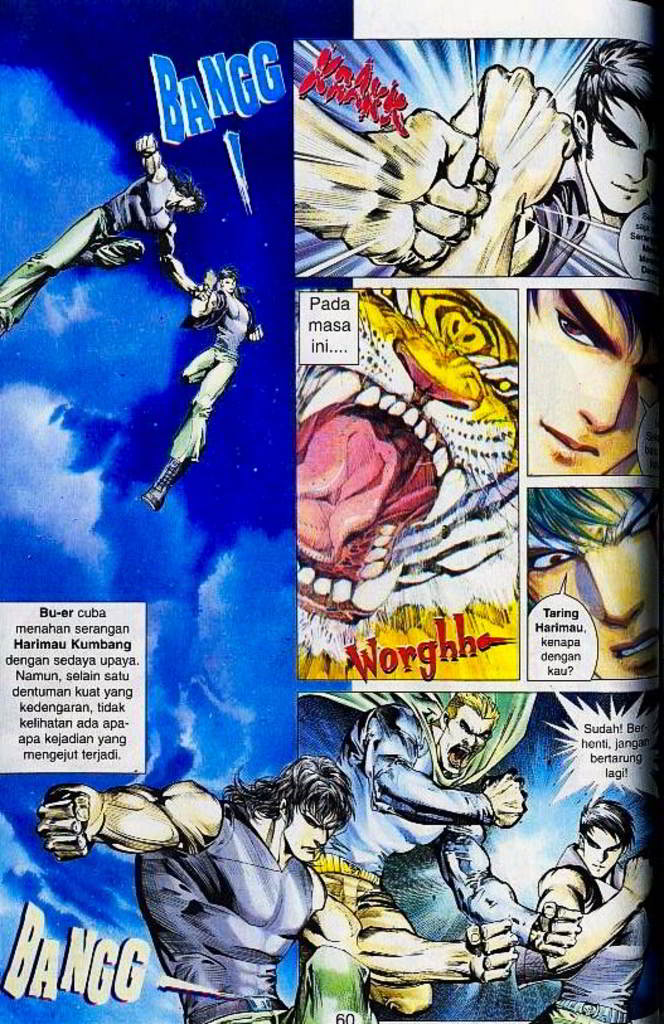 BANGG
!
Pada
masa
ini....
Taring
Harimau,
kenapa
dengan
kau?
Worghh
Bu-er cuba
menahan serangan
Harimau Kumbang
dengan sedaya upaya.
Namun, selain satu
dentuman kuat yang
kedengaran, tidak
kelihatan ada apa-
apa kejadian yang
mengejut terjadi.
Sudah! Ber-
henti, jangan
bertarung
lagi!
BANGG
60